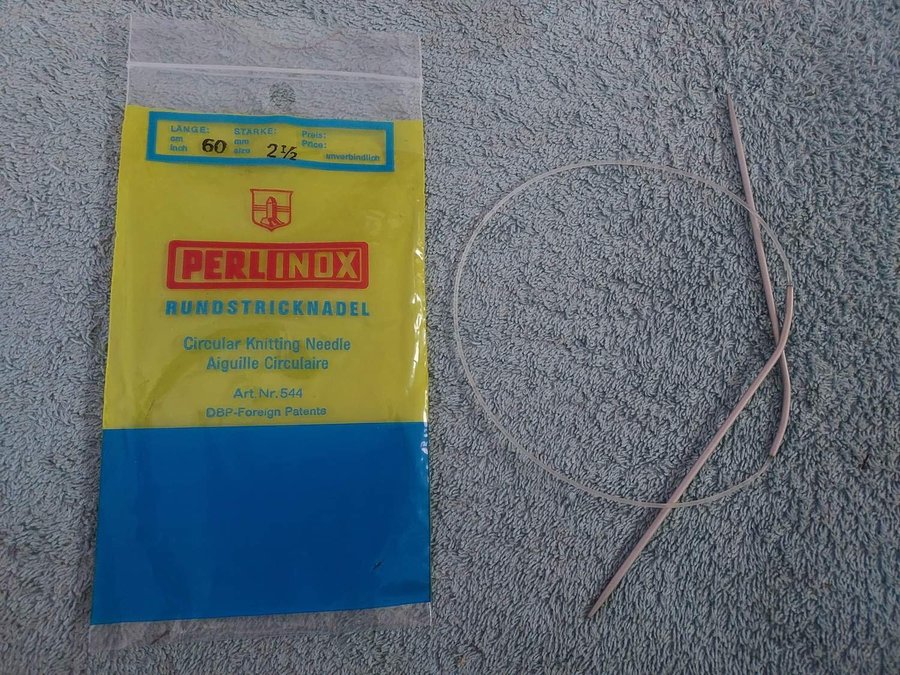 LÄNGE: STÄRKE: Preis:
cm 60 mm 2½ Price:
inch size unverbindlich
PERLINOX
RUNDSTRICKNADEL
Circular Knitting Needle
Aiguille Circulaire
Art. Nr. 544
DBP-Foreign Patente